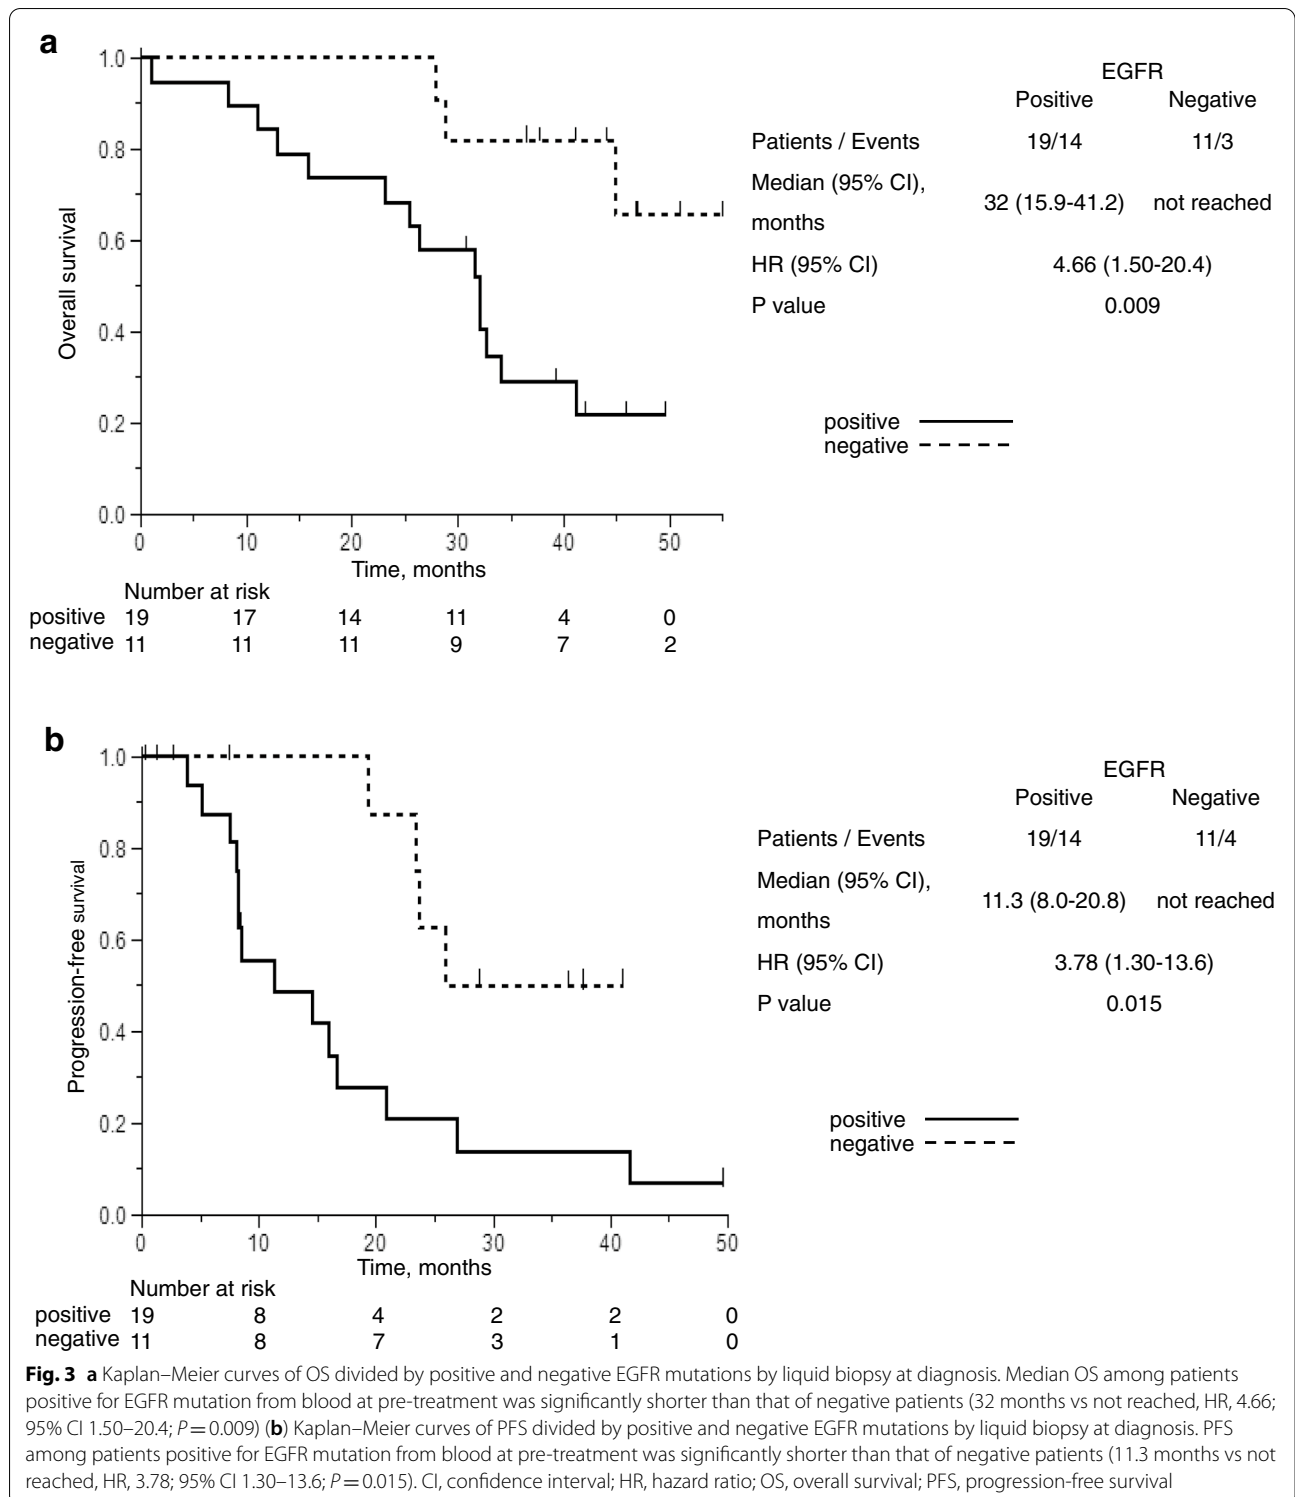 a
EGFR
Positive Negative
Patients / Events 19/14 11/3
Median (95% CI),
months 32 (15.9-41.2) not reached
HR (95% CI) 4.66 (1.50-20.4)
P value 0.009
Overall survival
1.0
0.8
0.6
0.4
0.2
0.0
positive
negative
0 10 20 30 40 50
Time, months
Number at risk
positive 19 17 14 11 4 0
negative 11 11 11 9 7 2
b
EGFR
Positive Negative
Patients / Events 19/14 11/4
Median (95% CI),
months 11.3 (8.0-20.8) not reached
HR (95% CI) 3.78 (1.30-13.6)
P value 0.015
Progression-free survival
1.0
0.8
0.6
0.4
0.2
0.0
positive
negative
0 10 20 30 40 50
Time, months
Number at risk
positive 19 8 4 2 2 0
negative 11 8 7 3 1 0
Fig. 3 a Kaplan–Meier curves of OS divided by positive and negative EGFR mutations by liquid biopsy at diagnosis. Median OS among patients
positive for EGFR mutation from blood at pre-treatment was significantly shorter than that of negative patients (32 months vs not reached, HR, 4.66;
95% CI 1.50–20.4; P = 0.009) (b) Kaplan–Meier curves of PFS divided by positive and negative EGFR mutations by liquid biopsy at diagnosis. PFS
among patients positive for EGFR mutation from blood at pre-treatment was significantly shorter than that of negative patients (11.3 months vs not
reached, HR, 3.78; 95% CI 1.30–13.6; P = 0.015). CI, confidence interval; HR, hazard ratio; OS, overall survival; PFS, progression-free survival